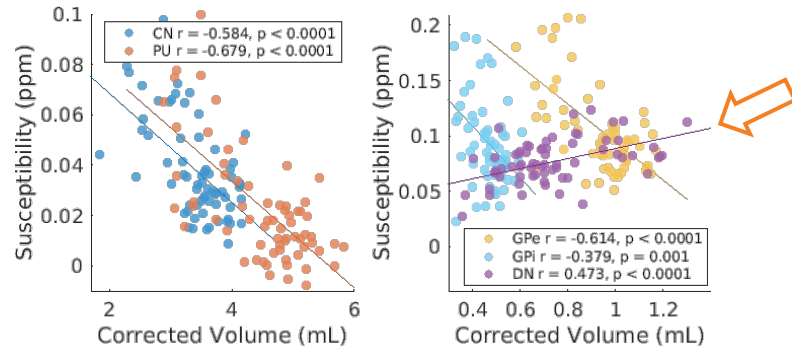 0.1
0.08
0.06
0.04
0.02
0
Susceptibility (ppm)
CN r = -0.584, p < 0.0001
PU r = -0.679, p < 0.0001
2
4
6
Corrected Volume (mL)
0.2
0.15
0.1
0.05
0
Susceptibility (ppm)
GPe r = -0.614, p < 0.0001
GPi r = -0.379, p = 0.001
DN r = 0.473, p < 0.0001
0.4
0.6
0.8
1
1.2
Corrected Volume (mL)